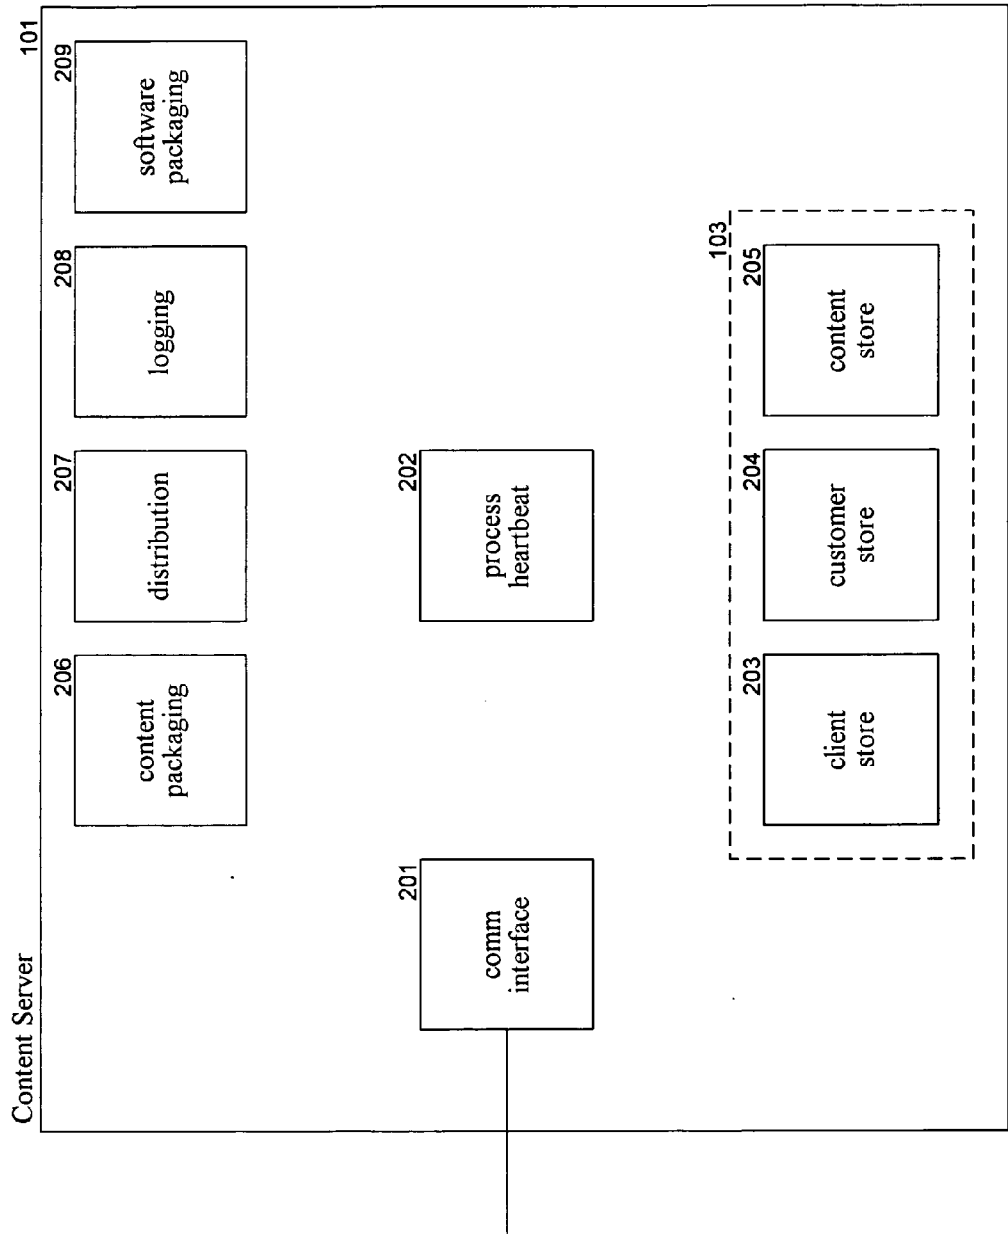 Content Server
101
206
content
packaging
207
distribution
208
logging
209
software
packaging
201
comm
interface
202
process
heartbeat
103
203
client
store
204
customer
store
205
content
store